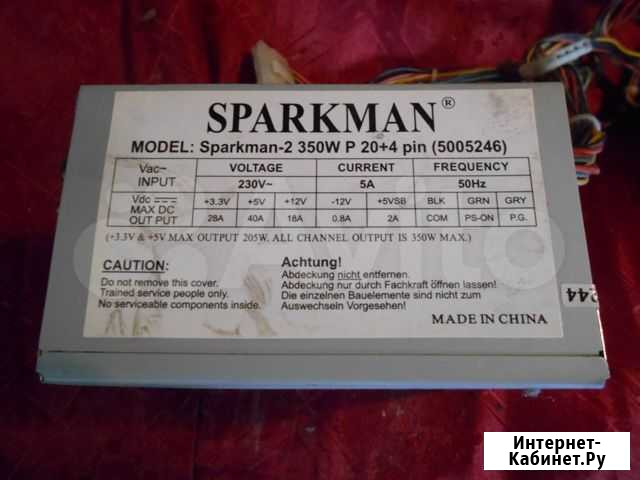 SPARKMAN®
MODEL: Sparkman-2 350W P 20+4 pin (5005246)
Vac~ INPUT VOLTAGE CURRENT FREQUENCY
230V~ 5A 50Hz
Vdc MAX DC OUT PUT +3.3V +5V +12V -12V +5VSB BLK GRN GRY
28A 40A 18A 0.8A 2A COM PS-ON P.G.
(+3.3V & +5V MAX OUTPUT 205W, ALL CHANNEL OUTPUT IS 350W MAX.)
CAUTION:
Do not remove this cover.
Trained service people only.
No serviceable components inside.
Achtung!
Abdeckung nicht entfernen.
Abdeckung nur durch Fachkraft öffnen lassen.
Die einzelnen Bauelemente sind nicht zum
Auswechseln Vorgesehen!
MADE IN CHINA
944
Avito
Интернет-
Кабинет.Ру